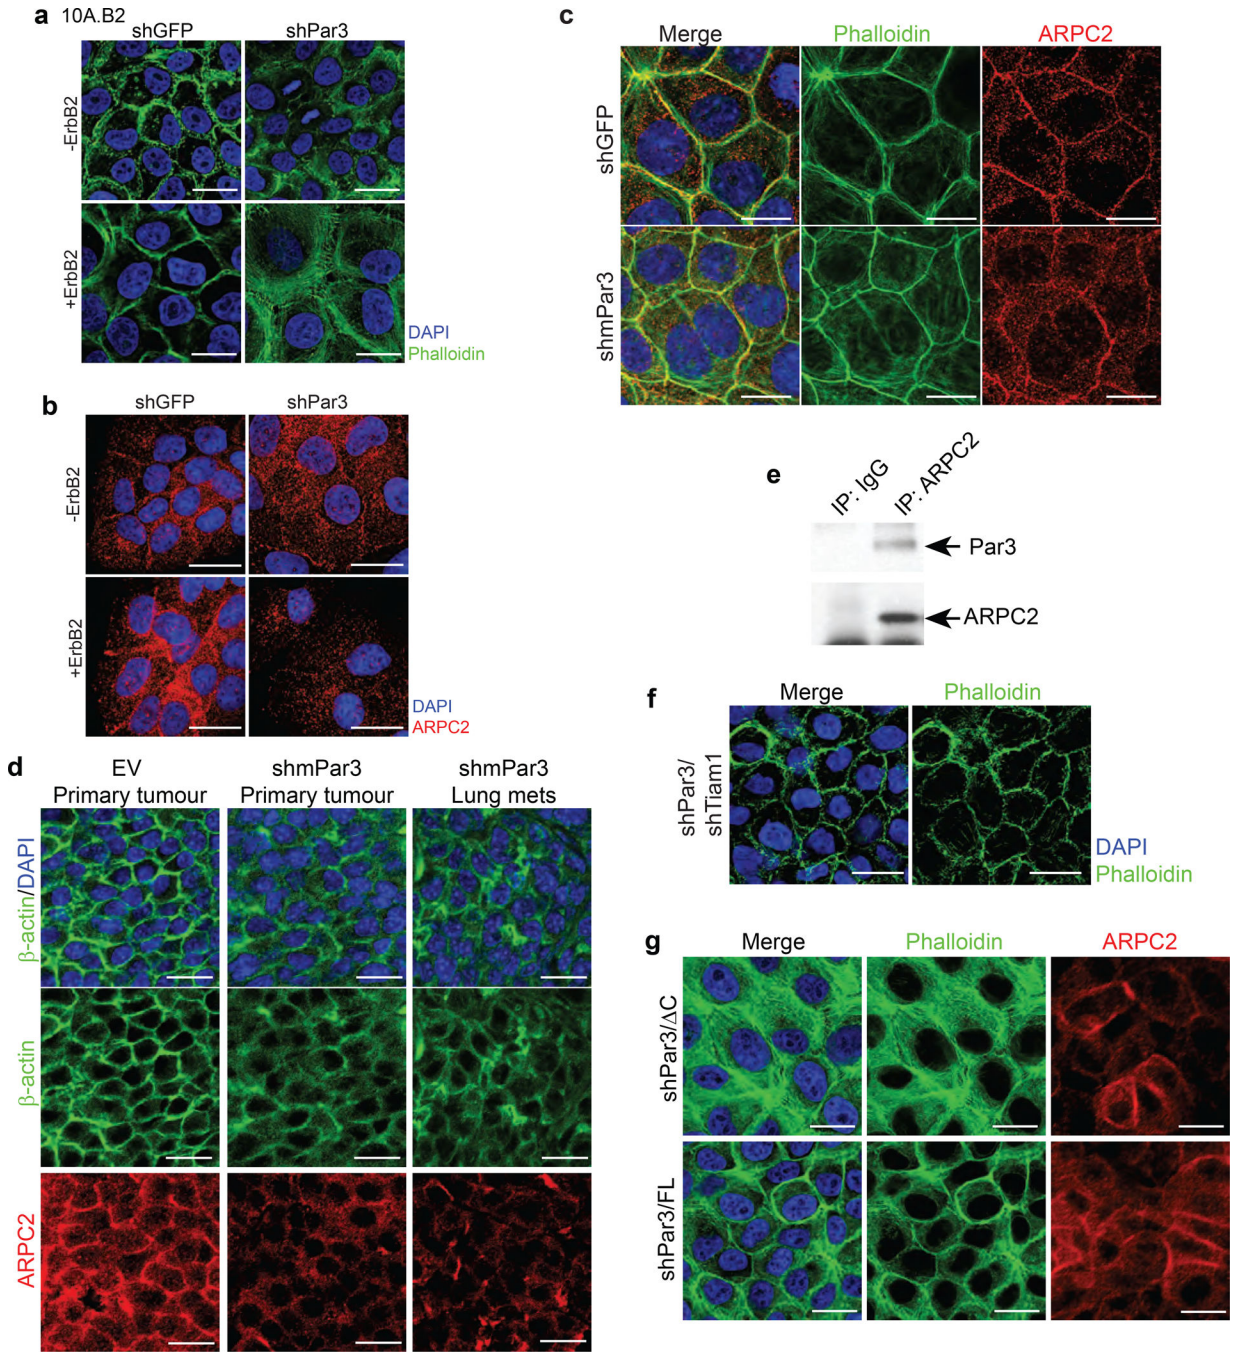 a 10A.B2
shGFP shPar3
-ErbB2
+ErbB2
DAPI
Phalloidin
b
shGFP shPar3
-ErbB2
+ErbB2
DAPI
ARPC2
c
Merge Phalloidin ARPC2
shGFP
shmPar3
d
EV shmPar3 shmPar3
Primary tumour Primary tumour Lung mets
β-actin/DAPI
β-actin
ARPC2
e
IP: IgG
IP: ARPC2
Par3
ARPC2
f
Merge Phalloidin
shPar3/
shTiam1
DAPI
Phalloidin
g
Merge Phalloidin ARPC2
shPar3/ΔC
shPar3/FL